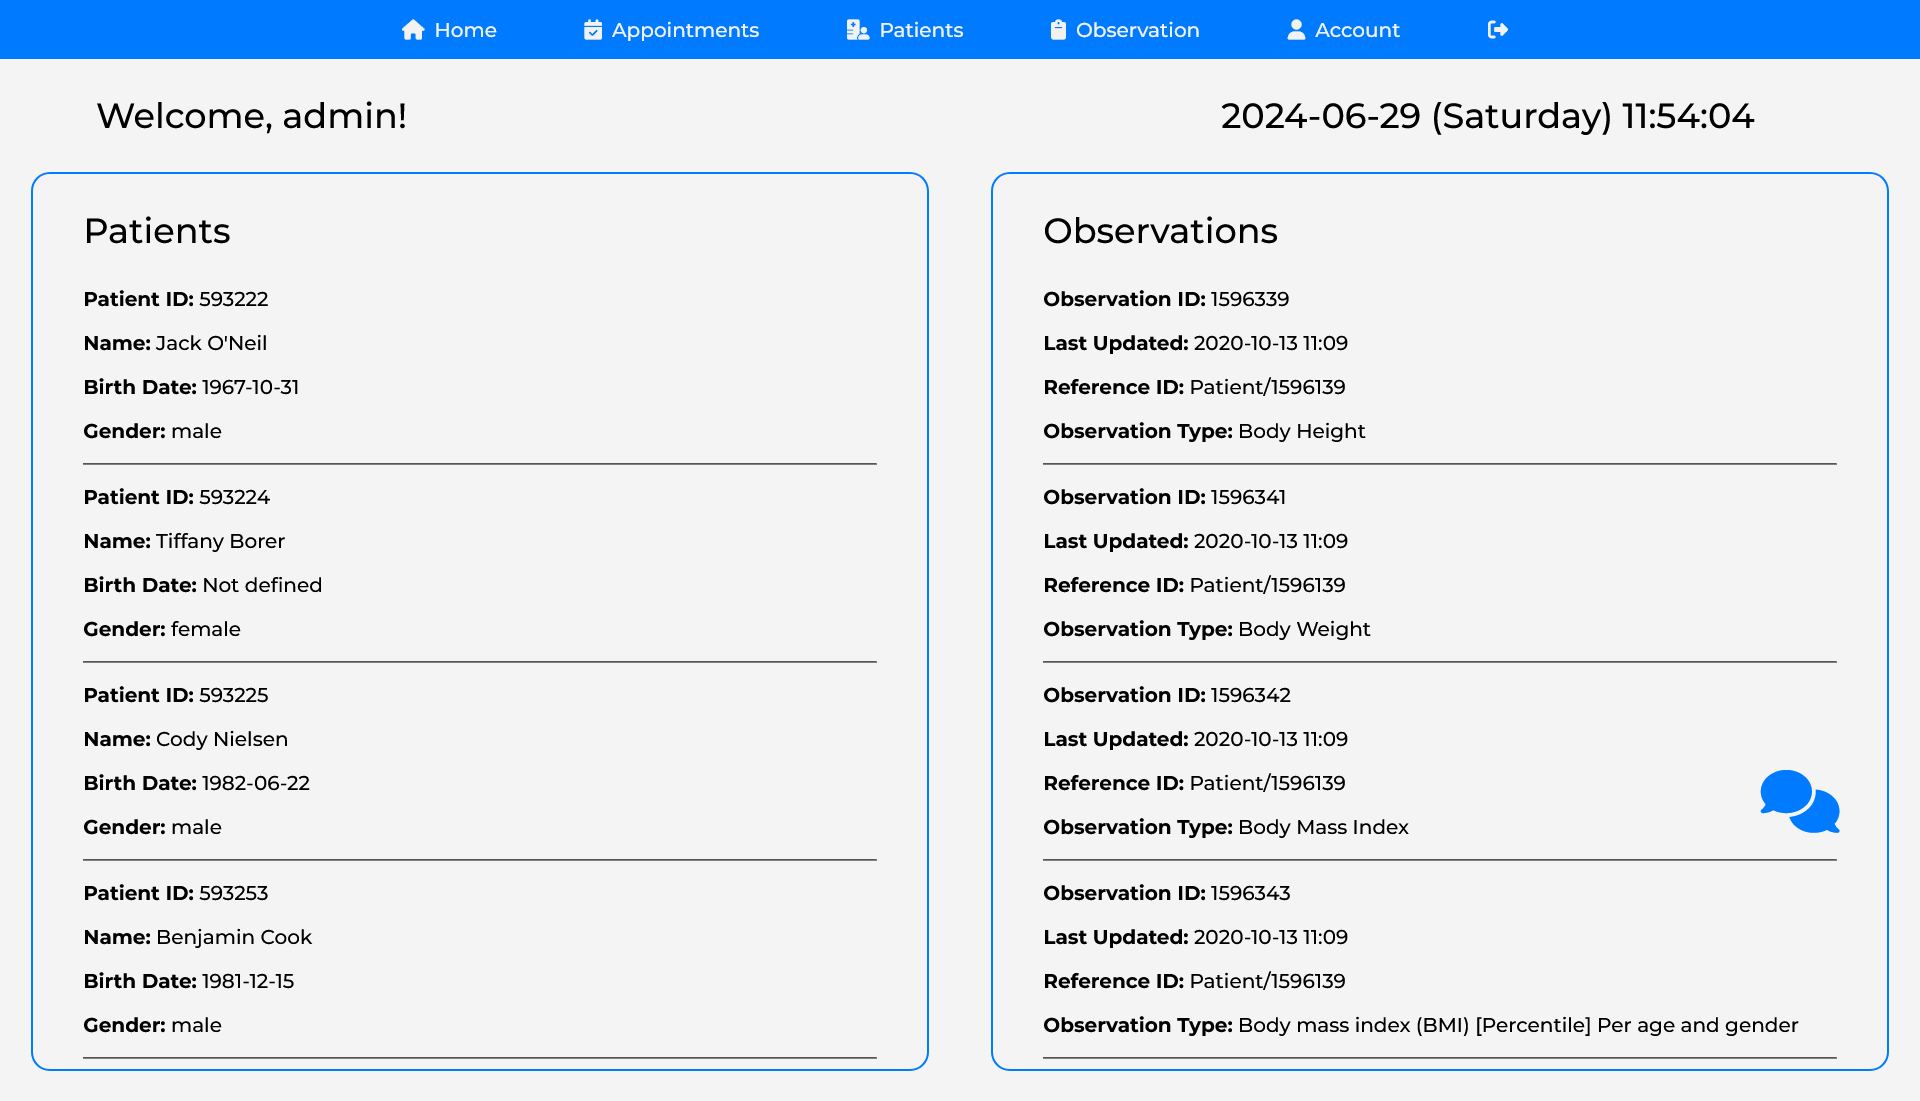 Home Appointments Patients Observation Account
Welcome, admin!
2024-06-29 (Saturday) 11:54:04
Patients
Patient ID: 593222
Name: Jack O'Neil
Birth Date: 1967-10-31
Gender: male
Patient ID: 593224
Name: Tiffany Borer
Birth Date: Not defined
Gender: female
Patient ID: 593225
Name: Cody Nielsen
Birth Date: 1982-06-22
Gender: male
Patient ID: 593253
Name: Benjamin Cook
Birth Date: 1981-12-15
Gender: male
Observations
Observation ID: 1596339
Last Updated: 2020-10-13 11:09
Reference ID: Patient/1596139
Observation Type: Body Height
Observation ID: 1596341
Last Updated: 2020-10-13 11:09
Reference ID: Patient/1596139
Observation Type: Body Weight
Observation ID: 1596342
Last Updated: 2020-10-13 11:09
Reference ID: Patient/1596139
Observation Type: Body Mass Index
Observation ID: 1596343
Last Updated: 2020-10-13 11:09
Reference ID: Patient/1596139
Observation Type: Body mass index (BMI) [Percentile] Per age and gender